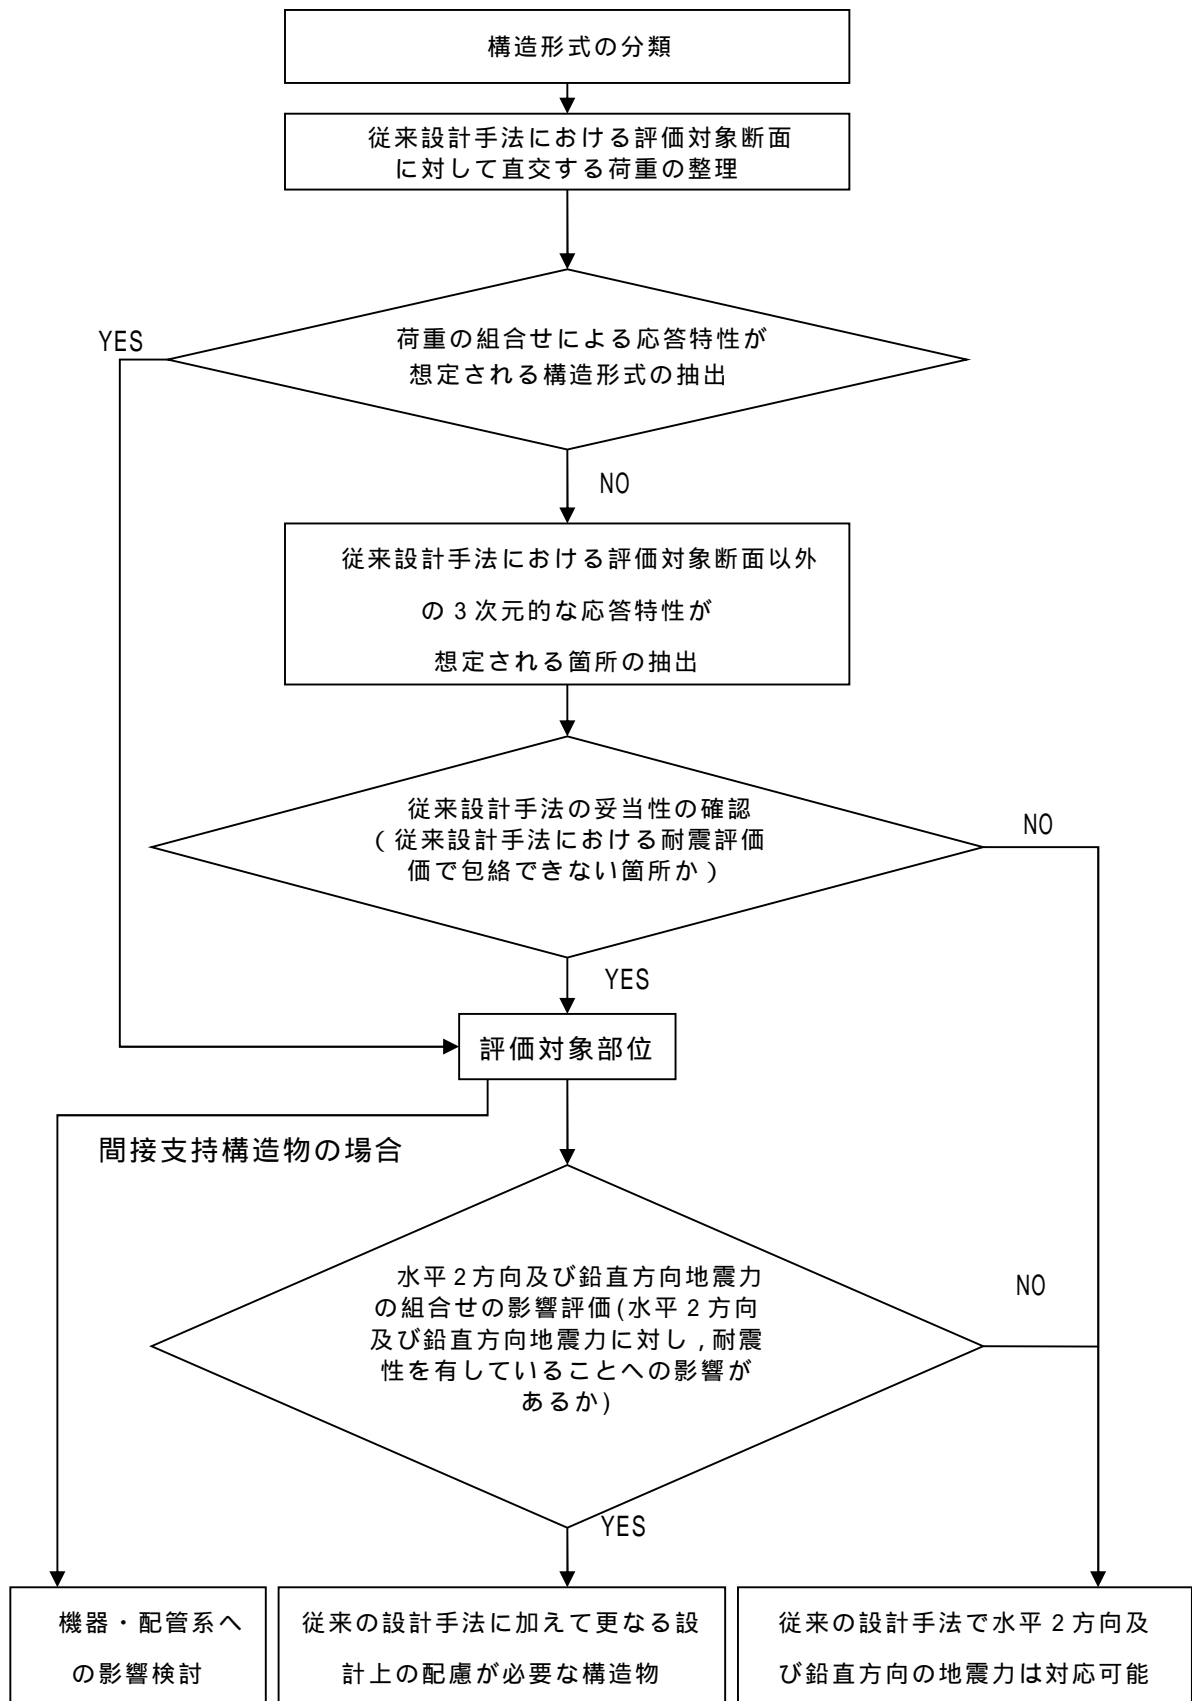 構造形式の分類
従来設計手法における評価対象断面
に対して直交する荷重の整理
YES
荷重の組合せによる応答特性が
想定される構造形式の抽出
NO
従来設計手法における評価対象断面以外
の3次元的な応答特性が
想定される箇所の抽出
従来設計手法の妥当性の確認
(従来設計手法における耐震評価
価で包絡できない箇所か)
NO
YES
評価対象部位
間接支持構造物の場合
水平2方向及び鉛直方向地震力
の組合せの影響評価(水平2方向
及び鉛直方向地震力に対し,耐震
性を有していることへの影響が
あるか)
NO
YES
機器・配管系へ
の影響検討
従来の設計手法に加えて更なる設
計上の配慮が必要な構造物
従来の設計手法で水平2方向及
び鉛直方向の地震力は対応可能